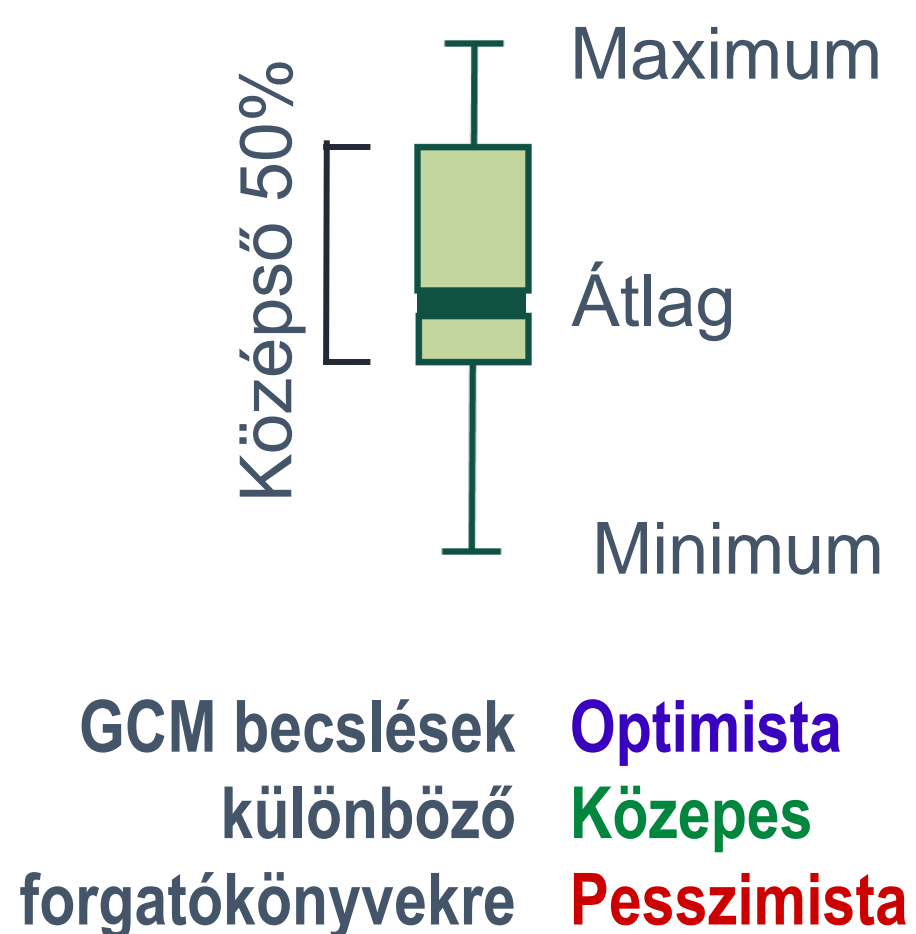 Maximum
Középső 50%
Átlag
Minimum
GCM becslések Optimista
különböző Közepes
forgatókönyvekre Pesszimista